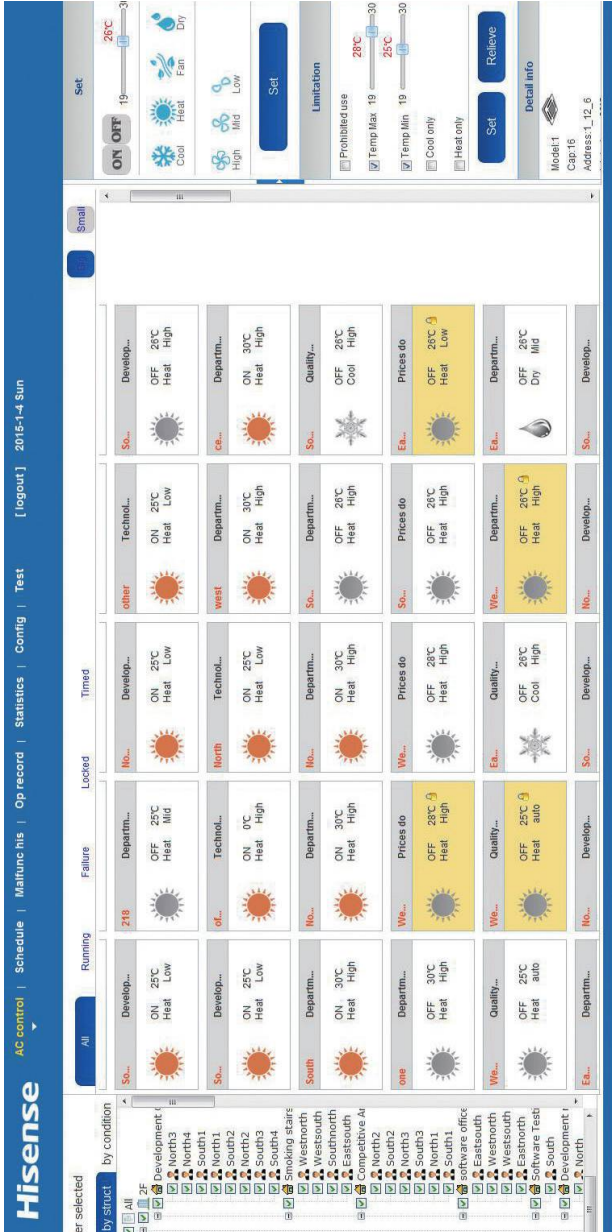 Hisense
AC control | Schedule | Malfunc his | Op record | Statistics | Config | Test [logout] 2015-1-4 Sun
er selected
by struct by condition
All
2F
Development
North3
North4
South1
North1
South2
North2
South3
South4
Smoking stairs
Westnorth
Westsouth
Southnorth
Eastsouth
Competitive
North2
South2
North3
South3
North1
South1
software office
Eastsouth
Westnorth
Westsouth
Eastnorth
Software Testi
South
Development
North
All Running Failure Locked Timed Small
So... Develop...
ON 25℃
Heat Low
218 Departm...
OFF 25℃
Heat Mid
No... Develop...
ON 25℃
Heat Low
other Technol...
ON 25℃
Heat Low
So... Develop...
OFF 26℃
Heat High
So... Develop...
ON 25℃
Heat Low
of... Technol...
ON 0℃
Heat High
North Technol...
ON 25℃
Heat Low
west Departm...
ON 30℃
Heat High
ce... Departm...
ON 30℃
Heat High
South Departm...
ON 30℃
Heat High
No... Departm...
ON 30℃
Heat High
No... Departm...
ON 30℃
Heat High
So... Departm...
OFF 26℃
Heat High
So... Quality...
OFF 26℃
Cool High
one Departm...
OFF 30℃
Heat High
We... Prices do
OFF 28℃
Heat High
We... Prices do
OFF 28℃
Heat High
So... Prices do
OFF 26℃
Heat High
Ea... Prices do
OFF 26℃
Heat Low
We... Quality...
OFF 25℃
Heat auto
We... Quality...
OFF 25℃
Heat auto
Ea... Quality...
OFF 26℃
Cool High
We... Departm...
OFF 26℃
Heat High
Ea... Departm...
OFF 26℃
Dry Mid
Ea... Departm...
No... Develop...
So... Develop...
No... Develop...
So... Develop...
Set
26℃
ON OFF 19 30
Cool Heat Fan Dry
High Mid Low
Set
Limitation
Prohibited use
28℃
Temp Max 19 30
25℃
Temp Min 19 30
Cool only
Heat only
Set Relieve
Detail info
Model:1
Cap:16
Address:1_12_6